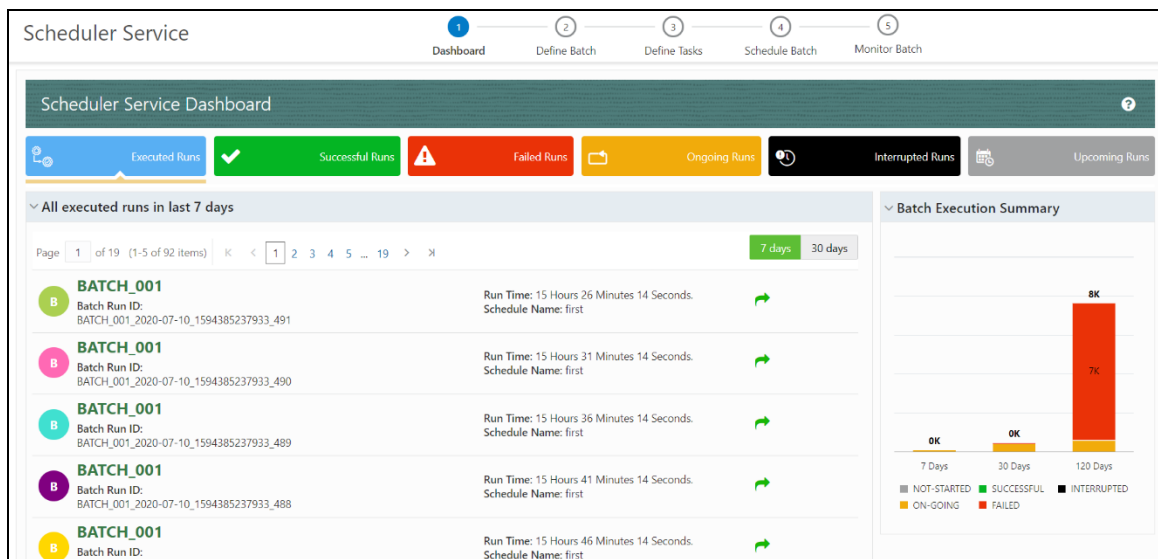 Scheduler Service
1
2
3
4
5
Dashboard
Define Batch
Define Tasks
Schedule Batch
Monitor Batch
Scheduler Service Dashboard
?
Executed Runs
Successful Runs
Failed Runs
Ongoing Runs
Interrupted Runs
Upcoming Runs
All executed runs in last 7 days
Page 1 of 19 (1-5 of 92 items) 1 2 3 4 5 ... 19
7 days 30 days
B
BATCH_001
Batch Run ID:
BATCH_001_2020-07-10_1594385237933_491
Run Time: 15 Hours 26 Minutes 14 Seconds.
Schedule Name: first
B
BATCH_001
Batch Run ID:
BATCH_001_2020-07-10_1594385237933_490
Run Time: 15 Hours 31 Minutes 14 Seconds.
Schedule Name: first
B
BATCH_001
Batch Run ID:
BATCH_001_2020-07-10_1594385237933_489
Run Time: 15 Hours 36 Minutes 14 Seconds.
Schedule Name: first
B
BATCH_001
Batch Run ID:
BATCH_001_2020-07-10_1594385237933_488
Run Time: 15 Hours 41 Minutes 14 Seconds.
Schedule Name: first
B
BATCH_001
Batch Run ID:
Run Time: 15 Hours 46 Minutes 14 Seconds.
Schedule Name: first
Batch Execution Summary
8K
7K
0K
0K
7 Days
30 Days
120 Days
NOT-STARTED SUCCESSFUL INTERRUPTED
ON-GOING FAILED